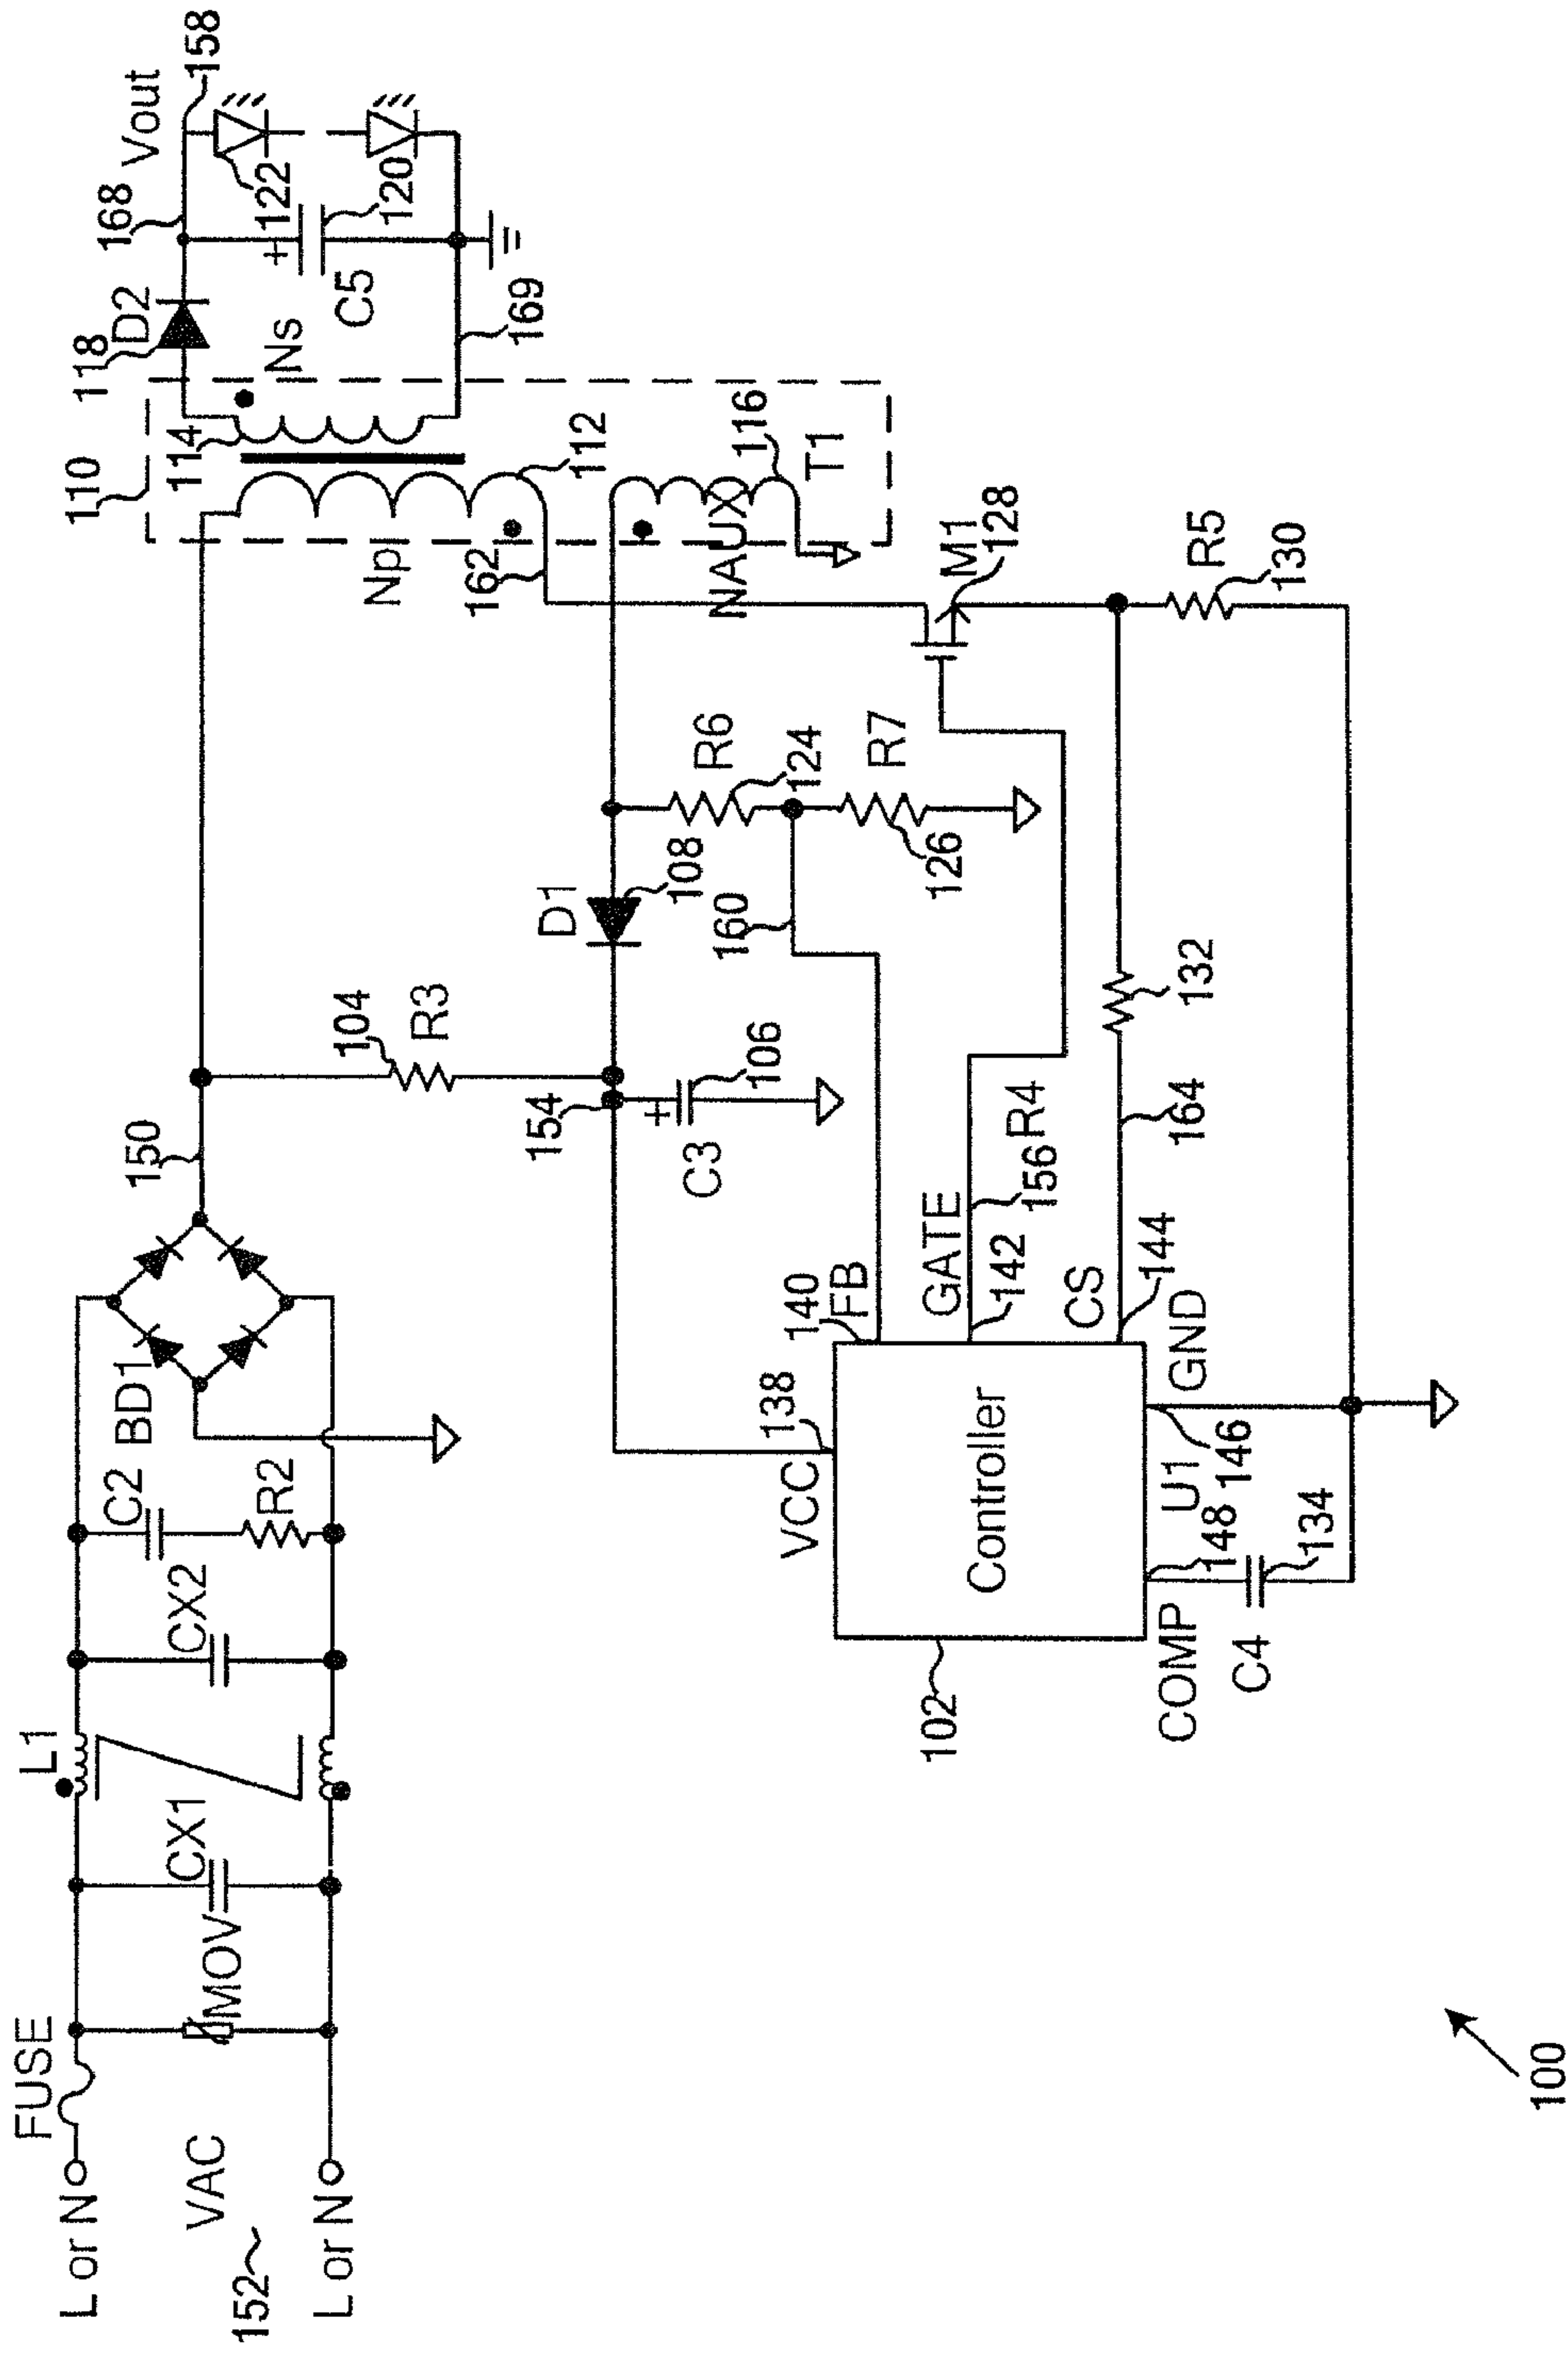 FUSE
L or N
VAC
152
L or N
MOV
CX1
L1
CX2
C2
R2
BD1
150
104
R3
154
C3
106
D1
108
R6
124
160
R7
126
110
114
118
D2
Ns
Np
112
162
NAUX
116
T1
168
Vout
158
122
120
C5
169
M1
128
R5
130
132
164
R4
156
GATE
142
140
FB
CS
144
138
VCC
Controller
102
GND
146
U1
148
COMP
C4
134
100